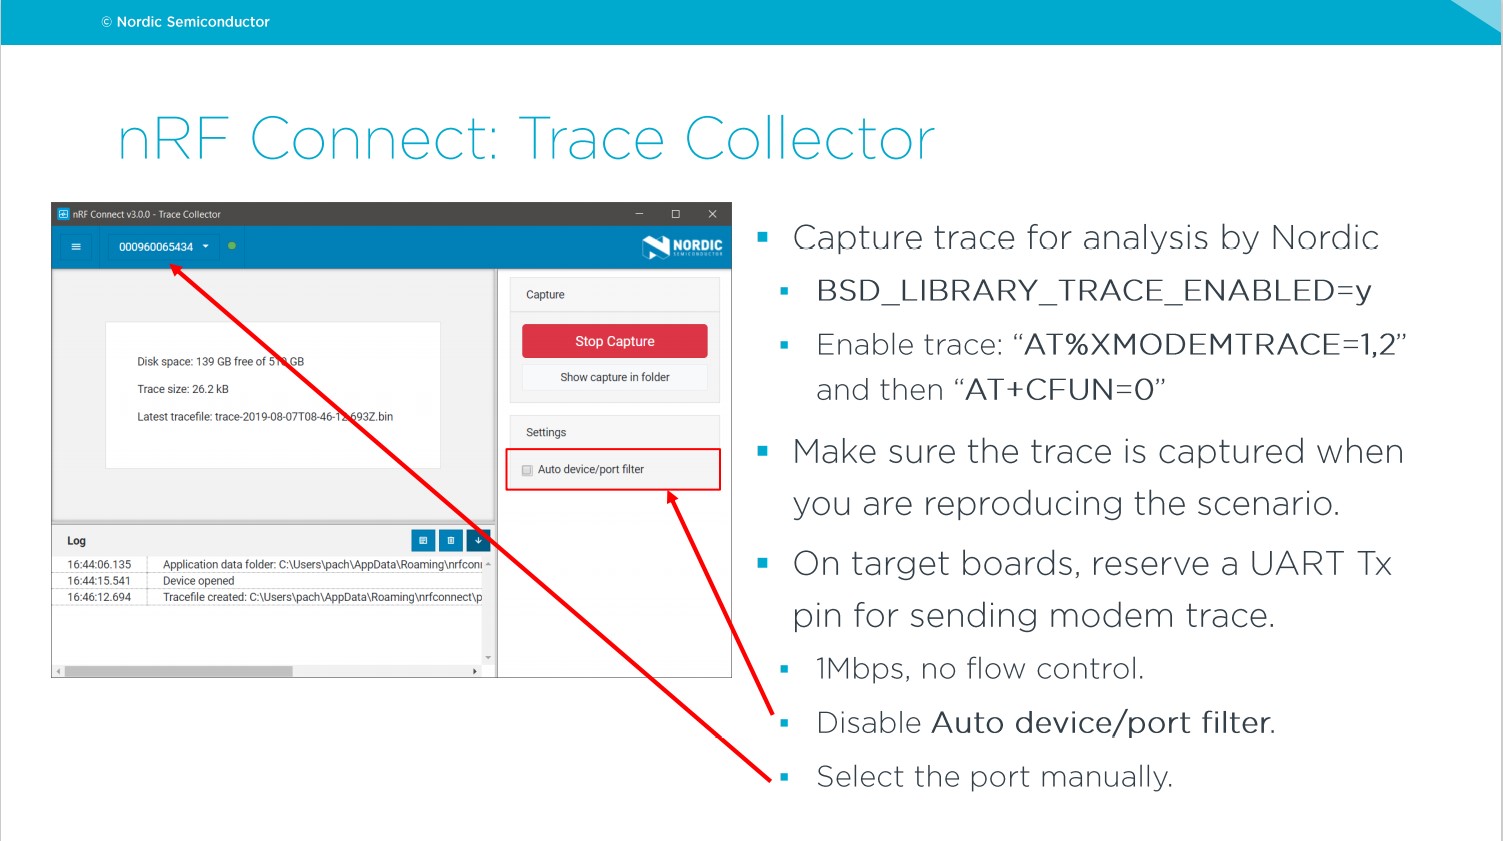 © Nordic Semiconductor
nRF Connect: Trace Collector
nRF Connect v3.0.0 - Trace Collector
000960065434
NORDIC
SEMICONDUCTOR
Disk space: 139 GB free of 510 GB
Trace size: 26.2 kB
Latest tracefile: trace-2019-08-07T08-46-12.693Z.bin
Capture
Stop Capture
Show capture in folder
Settings
Auto device/port filter
Log
16:44:06.135 Application data folder: C:\Users\pach\AppData\Roaming\nrfconn
16:44:15.541 Device opened
16:46:12.694 Tracefile created: C:\Users\pach\AppData\Roaming\nrfconnect\p
Capture trace for analysis by Nordic
BSD_LIBRARY_TRACE_ENABLED=y
Enable trace: “AT%XMODEMTRACE=1,2”
and then “AT+CFUN=0”
Make sure the trace is captured when
you are reproducing the scenario.
On target boards, reserve a UART Tx
pin for sending modem trace.
1Mbps, no flow control.
Disable Auto device/port filter.
Select the port manually.